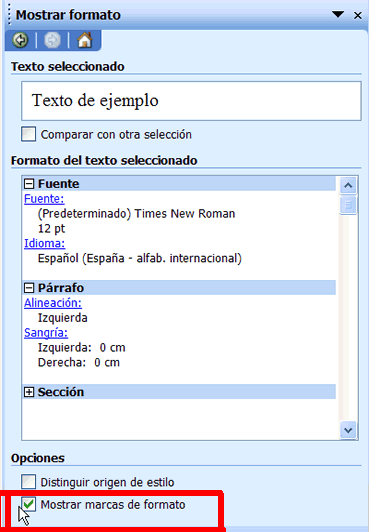 Mostrar formato
Texto seleccionado
Texto de ejemplo
Comparar con otra selección
Formato del texto seleccionado
Fuente
Fuente:
(Predeterminado) Times New Roman
12 pt
Idioma:
Español (España - alfab. internacional)
Párrafo
Alineación:
Izquierda
Sangría:
Izquierda: 0 cm
Derecha: 0 cm
Sección
Opciones
Distinguir origen de estilo
Mostrar marcas de formato